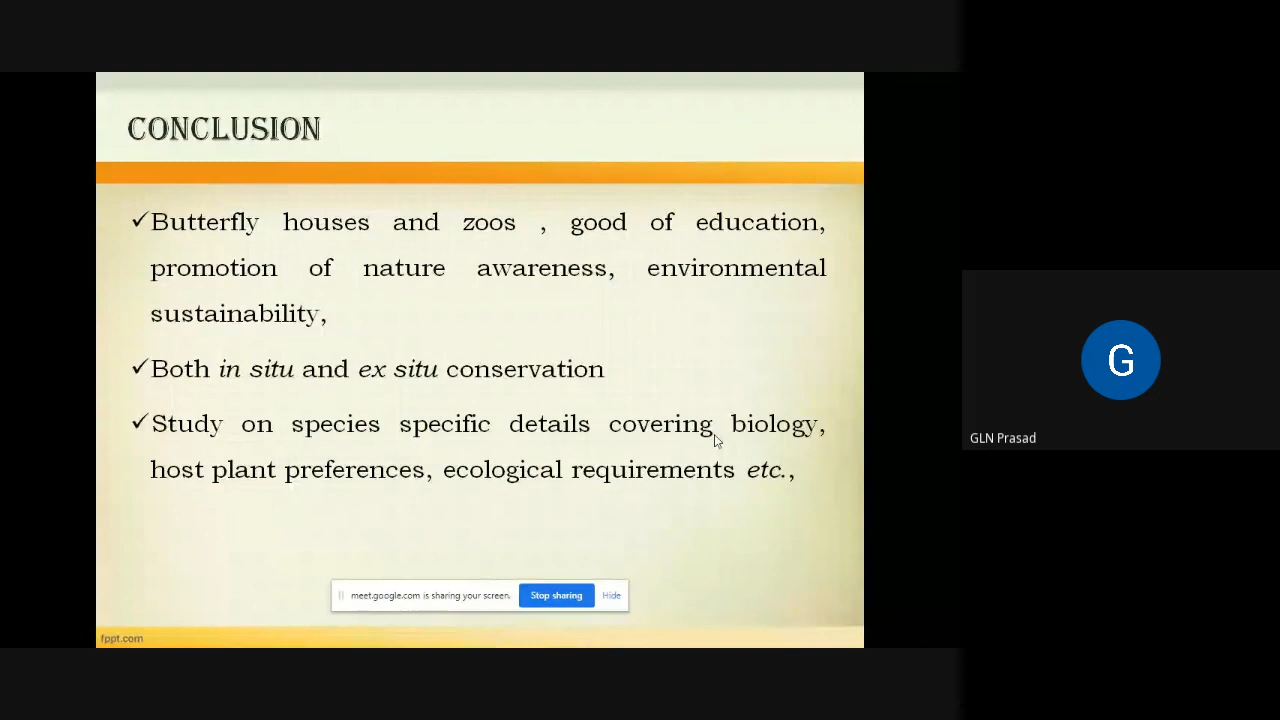 CONCLUSION
✓Butterfly houses and zoos , good of education,
promotion of nature awareness, environmental
sustainability,
✓Both in situ and ex situ conservation
✓Study on species specific details covering biology,
host plant preferences, ecological requirements etc.,
meet.google.com is sharing your screen. Stop sharing Hide
fppt.com
G
GLN Prasad